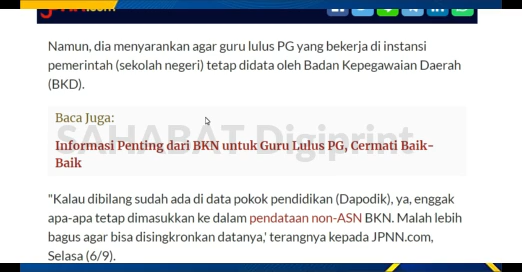 .com
Namun, dia menyarankan agar guru lulus PG yang bekerja di instansi
pemerintah (sekolah negeri) tetap didata oleh Badan Kepegawaian Daerah
(BKD).
Baca Juga:
SAHABAT Digiprint
Informasi Penting dari BKN untuk Guru Lulus PG, Cermati Baik-
Baik
"Kalau dibilang sudah ada di data pokok pendidikan (Dapodik), ya, enggak
apa-apa tetap dimasukkan ke dalam pendataan non-ASN BKN. Malah lebih
bagus agar bisa disingkronkan datanya,' terangnya kepada JPNN.com,
Selasa (6/9).